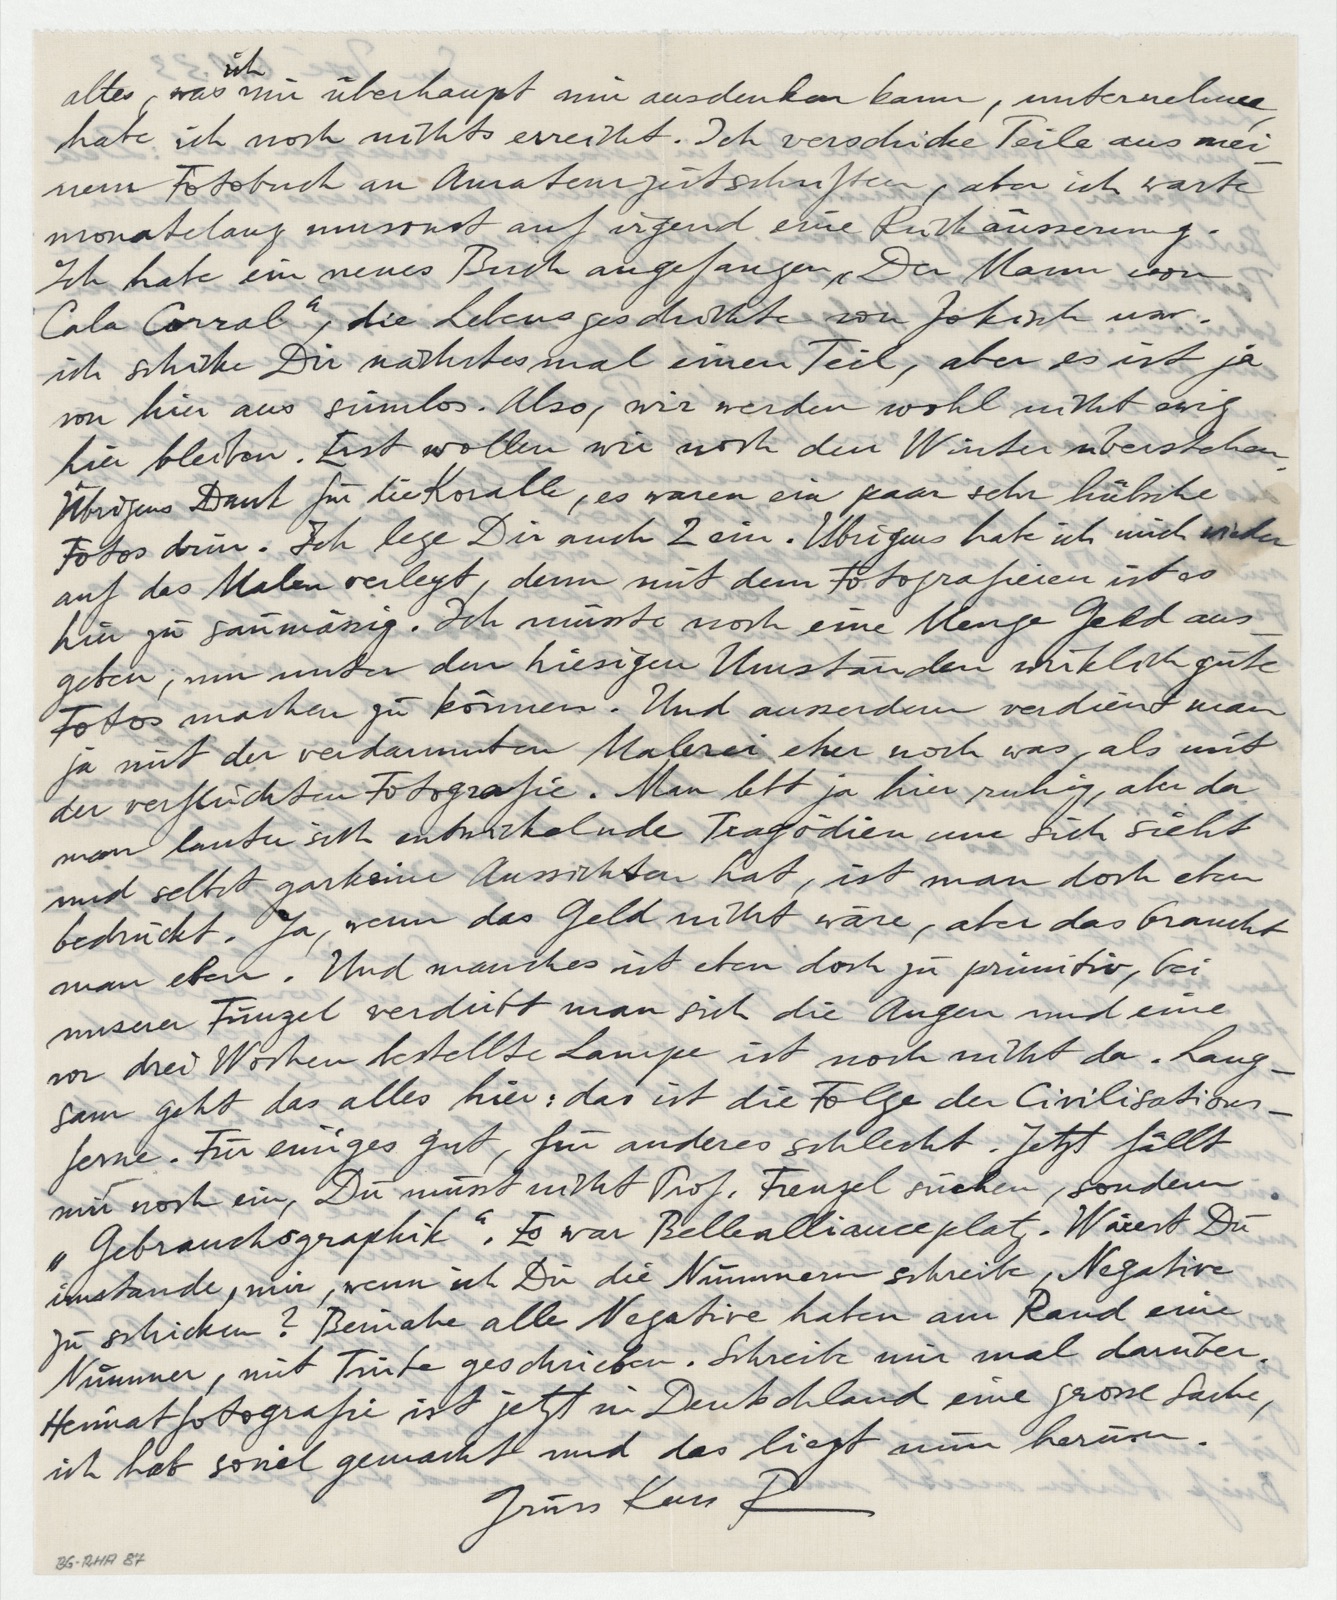 altes, was ich mir überhaupt nur ausdenken kann, unternehme,
habe ich noch nichts erreicht. Ich verschicke Teile aus mei-
nem Fotobuch an Amateurzeitschriften, aber ich warte
monatelang umsonst auf irgend eine Rückäusserung.
Ich habe ein neues Buch angefangen, „Der Mann von
Cala Corral“, die Lebensgeschichte von Jokisch usw.
ich schicke Dir nächstesmal einen Teil, aber es ist ja
von hier aus sinnlos. Also, wir werden wohl nicht ewig
hier bleiben. Erst wollen wir noch den Winter überstehen.
Übrigens Dank für die Koralle, es waren ein paar sehr hübsche
Fotos drin. Ich lege Dir auch 2 ein. Übrigens habe ich mich wieder
auf das Malen verlegt, denn mit dem Fotografieren ist es
hier zu saumässig. Ich müsste noch eine Menge Geld aus-
geben, um unter den hiesigen Umständen wirklich gute
Fotos machen zu können. Und ausserdem verdient man
ja mit der verdammten Malerei eher noch was, als mit
der verfluchten Fotografie. Man lebt ja hier ruhig, aber da
man lauter sich entwickelnde Tragödien um sich sieht
und selbst garkeine Aussichten hat, ist man doch eben
bedrückt. Ja, wenn das Geld nicht wäre, aber das braucht
man eben. Und manches ist eben doch zu primitiv, bei
unserer Funzel verdirbt man sich die Augen und eine
vor drei Wochen bestellte Lampe ist noch nicht da. Lang-
sam geht das alles hier: das ist die Folge der Civilisations-
ferne. Für einiges gut, für anderes schlecht. Jetzt fällt
mir noch ein, Du musst nicht Prof. Frenzel suchen, sondern
„Gebrauchsgraphik“. Es war Belleallianceplatz. Wärest Du
imstande, mir, wenn ich Dir die Nummern schreibe, Negative
zu schicken? Beinahe alle Negative haben am Rand eine
Nummer, mit Tinte geschrieben. Schreibe mir mal darüber.
Heimatfotografie ist jetzt in Deutschland eine grosse Sache,
ich hab soviel gemacht und das liegt nun herum.
Gruss Kuss R
BG-RHA 87